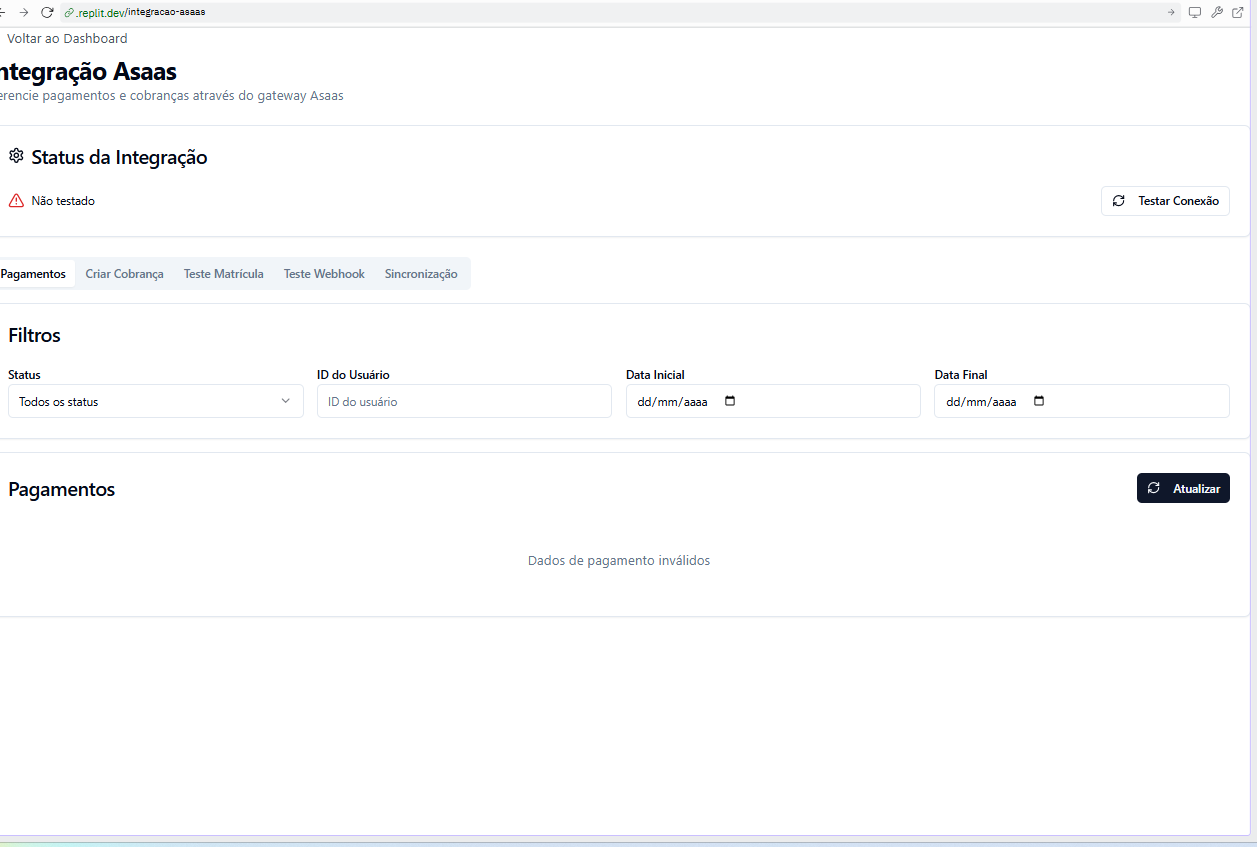 .replit.dev/integracao-asaas
Voltar ao Dashboard
ntegração Asaas
erencie pagamentos e cobranças através do gateway Asaas
Status da Integração
Não testado
Testar Conexão
Pagamentos Criar Cobrança Teste Matrícula Teste Webhook Sincronização
Filtros
Status ID do Usuário Data Inicial Data Final
Todos os status ID do usuário dd/mm/aaaa dd/mm/aaaa
Pagamentos
Atualizar
Dados de pagamento inválidos